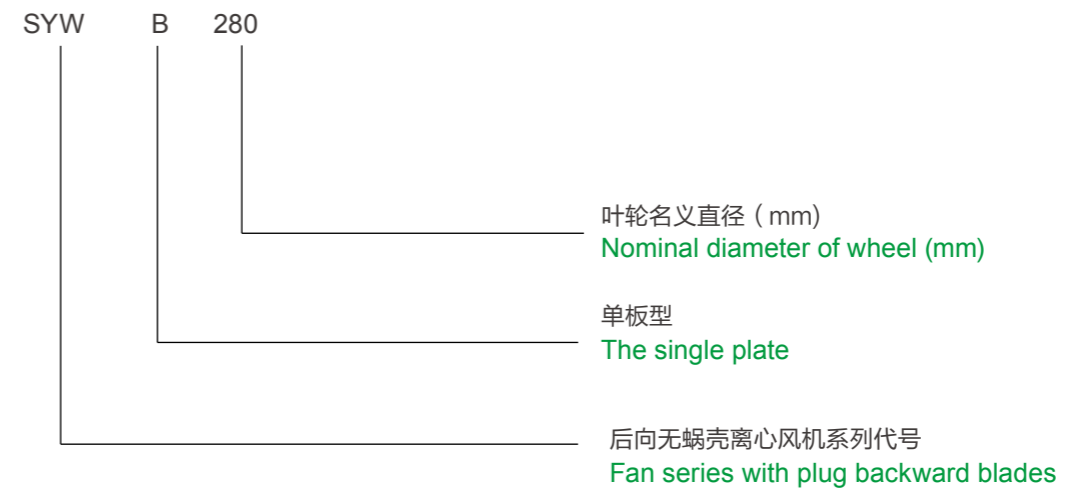 SYW B 280
叶轮名义直径（mm)
Nominal diameter of wheel (mm)
单板型
The single plate
后向无蜗壳离心风机系列代号
Fan series with plug backward blades